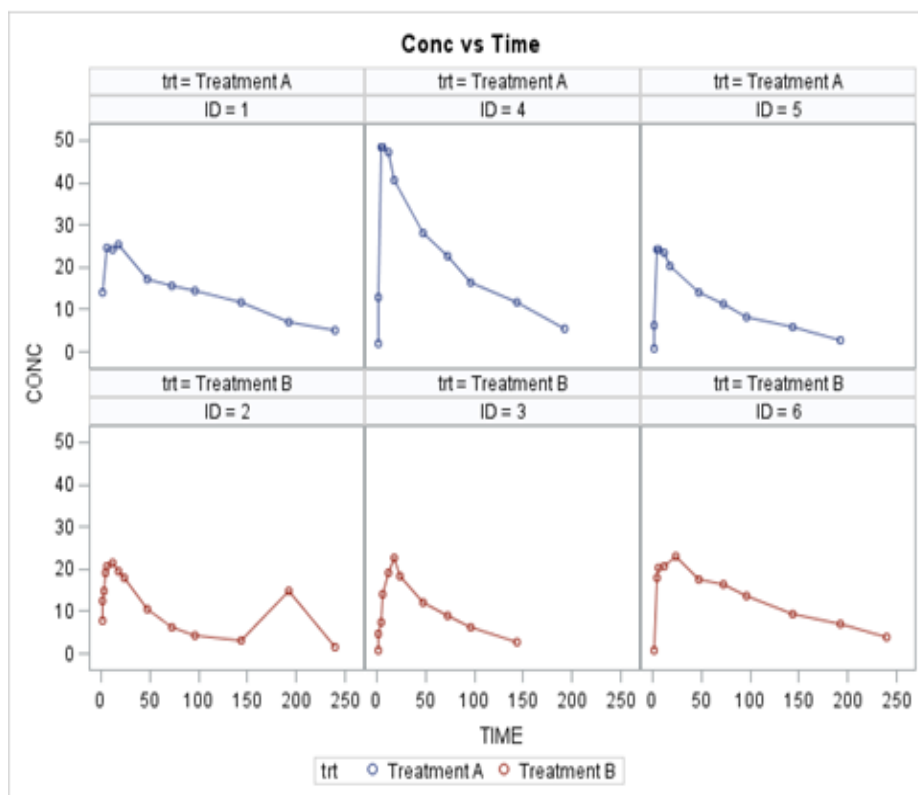 Conc vs Time
trt = Treatment A trt = Treatment A trt = Treatment A
ID = 1 ID = 4 ID = 5
50
40
30
20
10
0
CONC
trt = Treatment B trt = Treatment B trt = Treatment B
ID = 2 ID = 3 ID = 6
50
40
30
20
10
0
0 50 100 150 200 250 0 50 100 150 200 250 0 50 100 150 200 250
TIME
trt Treatment A Treatment B